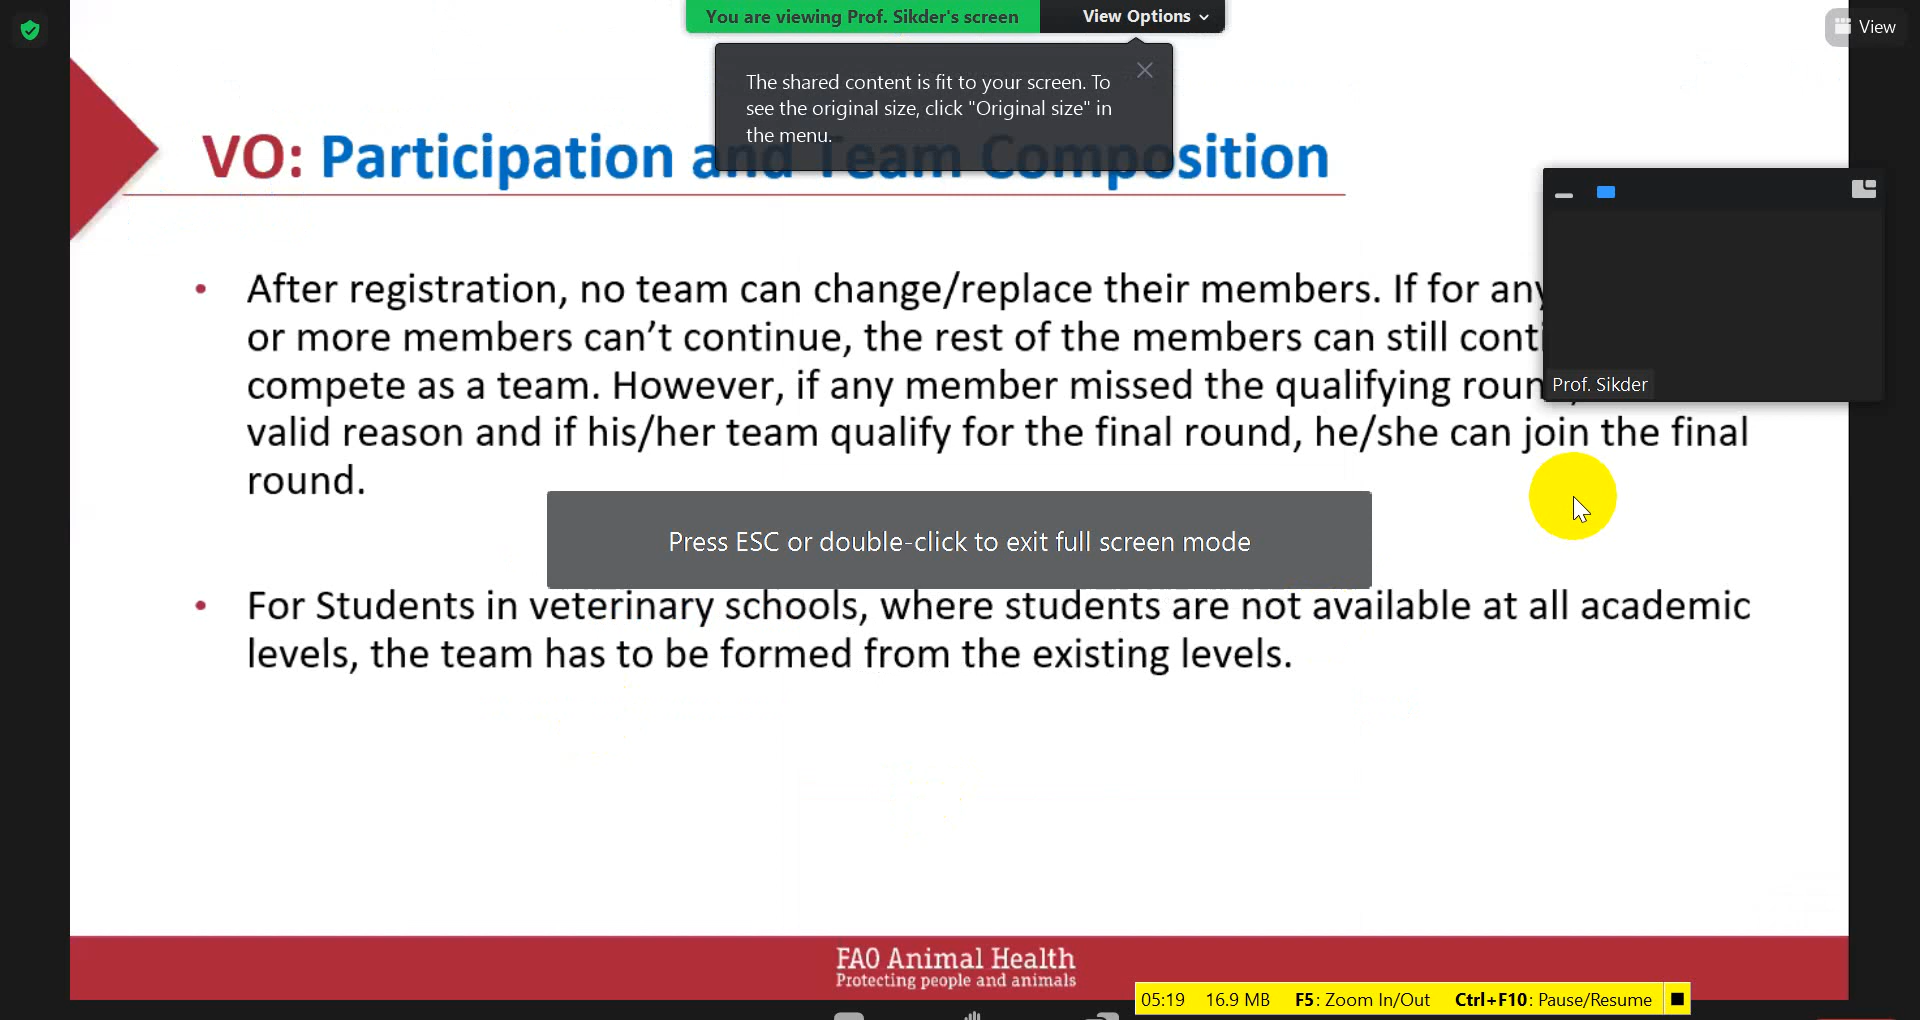 You are viewing Prof. Sikder's screen
View Options
View
The shared content is fit to your screen. To
see the original size, click "Original size" in
the menu.
VO: Participation and Team Composition
After registration, no team can change/replace their members. If for any
or more members can’t continue, the rest of the members can still
compete as a team. However, if any member missed the qualifying
Prof. Sikder
valid reason and if his/her team qualify for the final round, he/she can join the final
round.
Press ESC or double-click to exit full screen mode
For Students in veterinary schools, where students are not available at all academic
levels, the team has to be formed from the existing levels.
FAO Animal Health
Protecting people and animals
05:19 16.9 MB F5: Zoom In/Out Ctrl+F10: Pause/Resume